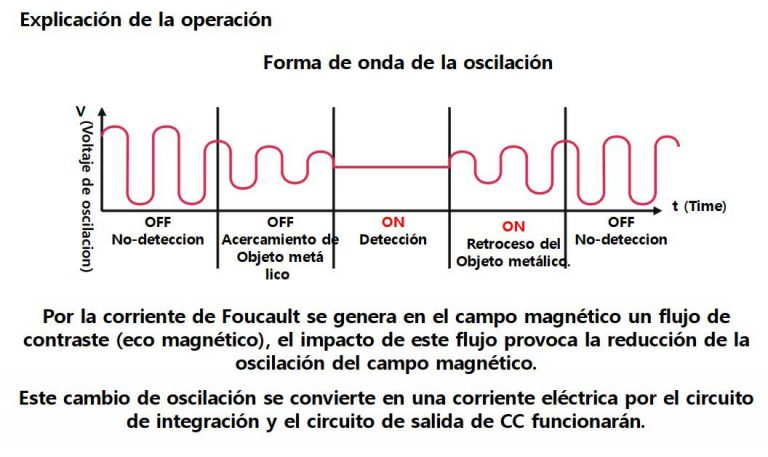 Explicación de la operación
Forma de onda de la oscilación
V
(Voltaje de oscilacion)
t (Time)
OFF
No-deteccion
OFF
Acercamiento de
Objeto metá
lico
ON
Detección
ON
Retroceso del
Objeto metálico.
OFF
No-deteccion
Por la corriente de Foucault se genera en el campo magnético un flujo de
contraste (eco magnético), el impacto de este flujo provoca la reducción de la
oscilación del campo magnético.
Este cambio de oscilación se convierte en una corriente eléctrica por el circuito
de integración y el circuito de salida de CC funcionarán.